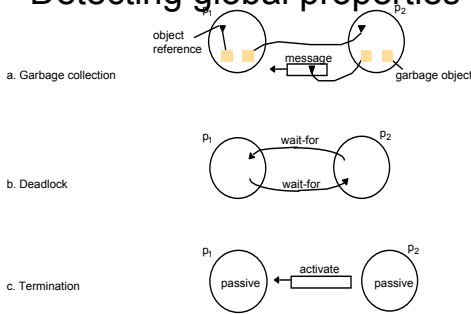 Detecting global properties
p1
p2
object
reference
message
a. Garbage collection
garbage object
p1
wait-for
p2
wait-for
b. Deadlock
p1
activate
p2
passive
passive
c. Termination